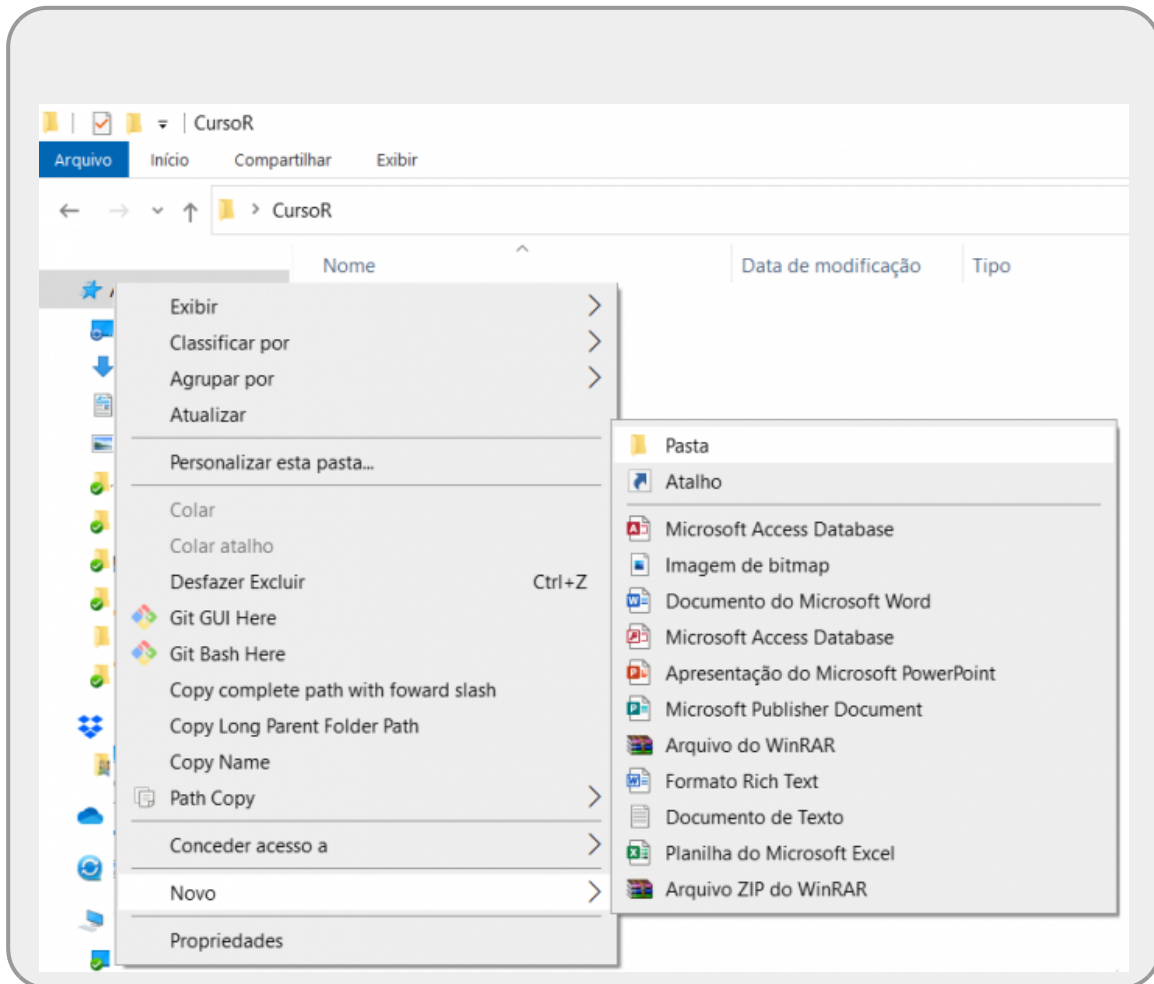 CursoR
Arquivo Início Compartilhar Exibir
CursoR
Nome Data de modificação Tipo
Exibir
Classificar por
Agrupar por
Atualizar
Personalizar esta pasta...
Colar
Colar atalho
Desfazer Excluir Ctrl+Z
Git GUI Here
Git Bash Here
Copy complete path with foward slash
Copy Long Parent Folder Path
Copy Name
Path Copy
Conceder acesso a
Novo
Propriedades
Pasta
Atalho
Microsoft Access Database
Imagem de bitmap
Documento do Microsoft Word
Microsoft Access Database
Apresentação do Microsoft PowerPoint
Microsoft Publisher Document
Arquivo do WinRAR
Formato Rich Text
Documento de Texto
Planilha do Microsoft Excel
Arquivo ZIP do WinRAR